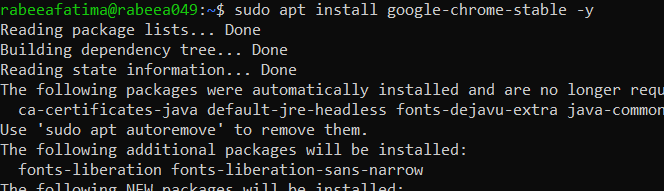 rabeeafatima@rabeea049:~$ sudo apt install google-chrome-stable -y
Reading package lists... Done
Building dependency tree... Done
Reading state information... Done
The following packages were automatically installed and are no longer requ
  ca-certificates-java default-jre-headless fonts-dejavu-extra java-common
Use 'sudo apt autoremove' to remove them.
The following additional packages will be installed:
  fonts-liberation fonts-liberation-sans-narrow
The following NEW packages will be installed: